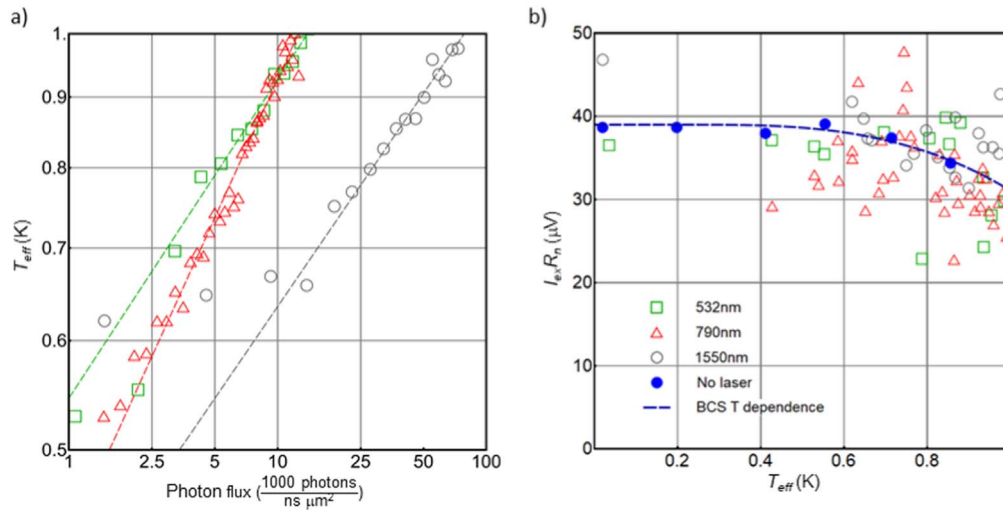 a)
b)
T_eff (K)
1.
0.9
0.8
0.7
0.6
0.5
1
2.5
5
10
25
50
100
Photon flux (1000 photons / ns μm²)
I_ex R_n (μV)
50
40
30
20
10
0
0.2
0.4
0.6
0.8
T_eff (K)
532nm
790nm
1550nm
No laser
BCS T dependence